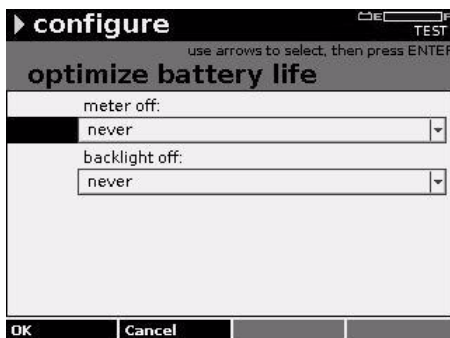 configure
E F
TEST
use arrows to select, then press ENTER
optimize battery life
meter off:
never
backlight off:
never
OK Cancel